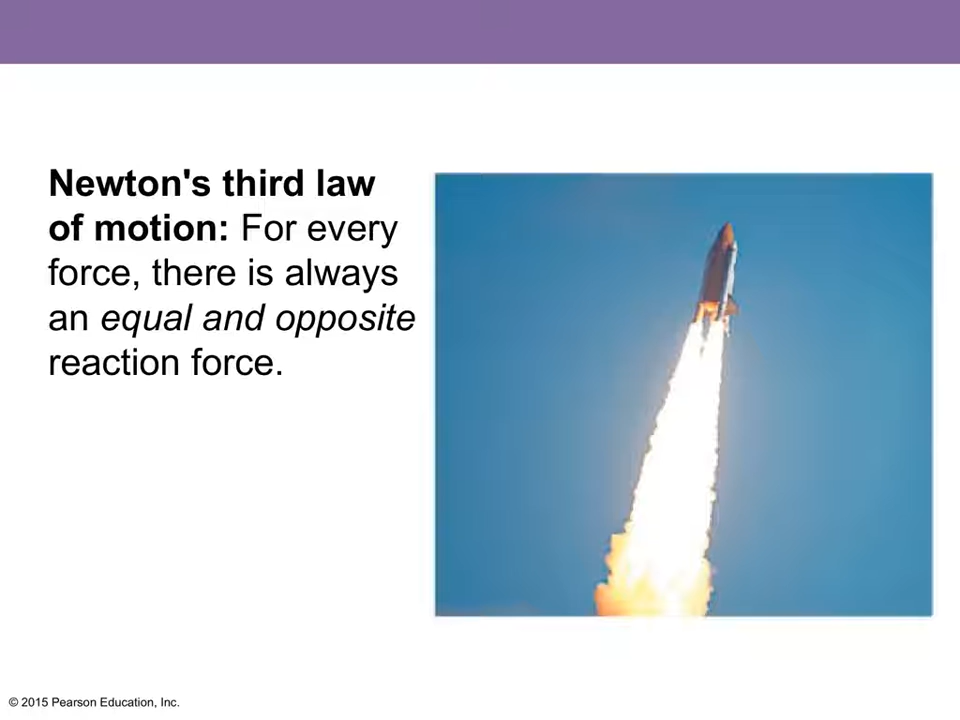 Newton's third law
of motion: For every
force, there is always
an equal and opposite
reaction force.
© 2015 Pearson Education, Inc.